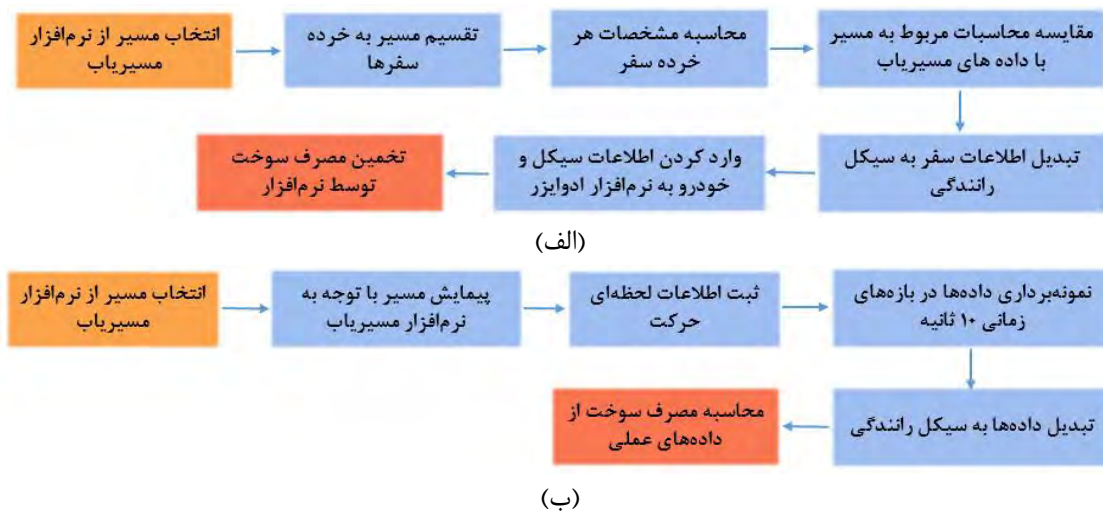 انتخاب مسیر از نرم‌افزار
مسیریاب
تقسیم مسیر به خرده
سفرها
محاسبه مشخصات هر
خرده سفر
مقایسه محاسبات مربوط به مسیر
با داده های مسیریاب
تبدیل اطلاعات سفر به سیکل
رانندگی
وارد کردن اطلاعات سیکل و
خودرو به نرم‌افزار ادوایزر
تخمین مصرف سوخت
توسط نرم‌افزار
(الف)
انتخاب مسیر از نرم‌افزار
مسیریاب
پیمایش مسیر با توجه به
نرم‌افزار مسیریاب
ثبت اطلاعات لحظه‌ای
حرکت
نمونه‌برداری داده‌ها در بازه‌های
زمانی ۱۰ ثانیه
تبدیل داده‌ها به سیکل رانندگی
محاسبه مصرف سوخت از
داده‌های عملی
(ب)